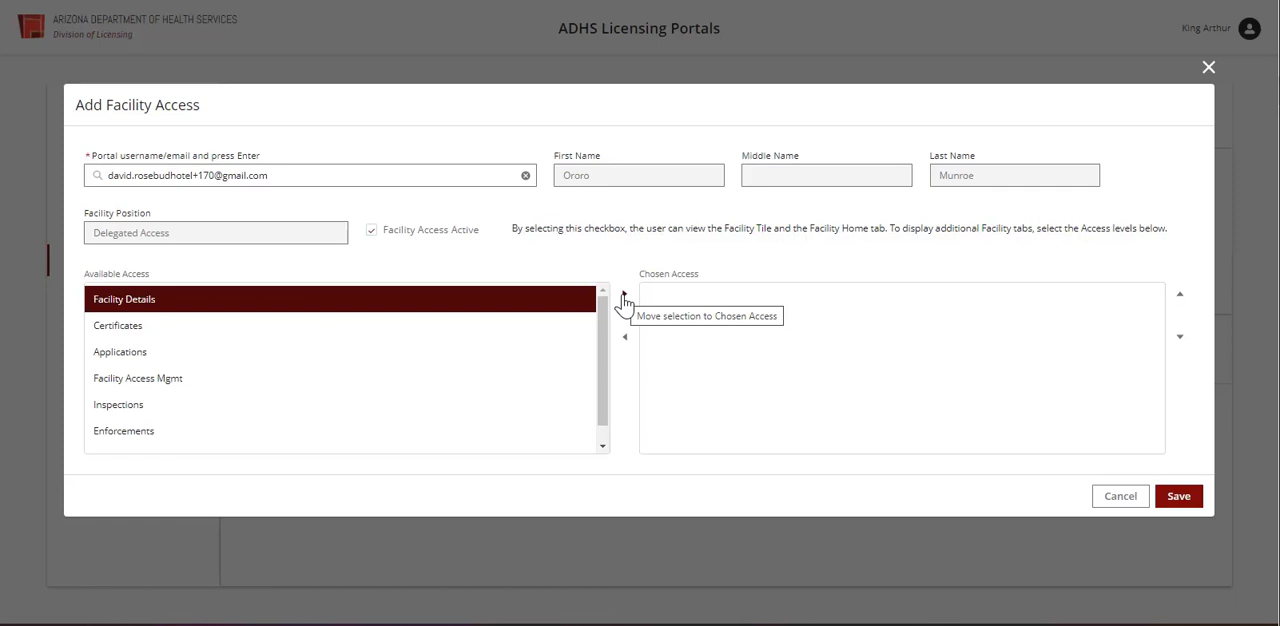 ARIZONA DEPARTMENT OF HEALTH SERVICES
Division of Licensing
ADHS Licensing Portals
King Arthur
Add Facility Access
*Portal username/email and press Enter
First Name
Middle Name
Last Name
david.rosebudhotel+170@gmail.com
Ororo
Munroe
Facility Position
Delegated Access
Facility Access Active
By selecting this checkbox, the user can view the Facility Tile and the Facility Home tab. To display additional Facility tabs, select the Access levels below.
Available Access
Chosen Access
Facility Details
Certificates
Applications
Facility Access Mgmt
Inspections
Enforcements
Move selection to Chosen Access
Cancel
Save